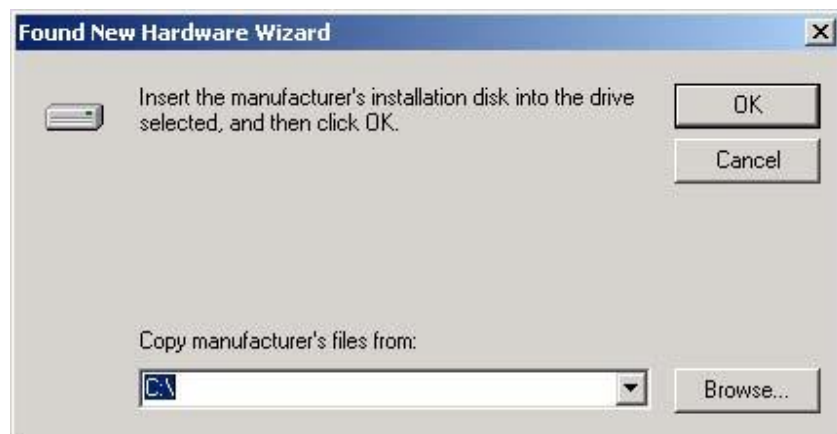 Found New Hardware Wizard
Insert the manufacturer's installation disk into the drive
selected, and then click OK.
OK
Cancel
Copy manufacturer's files from:
C:\
Browse...